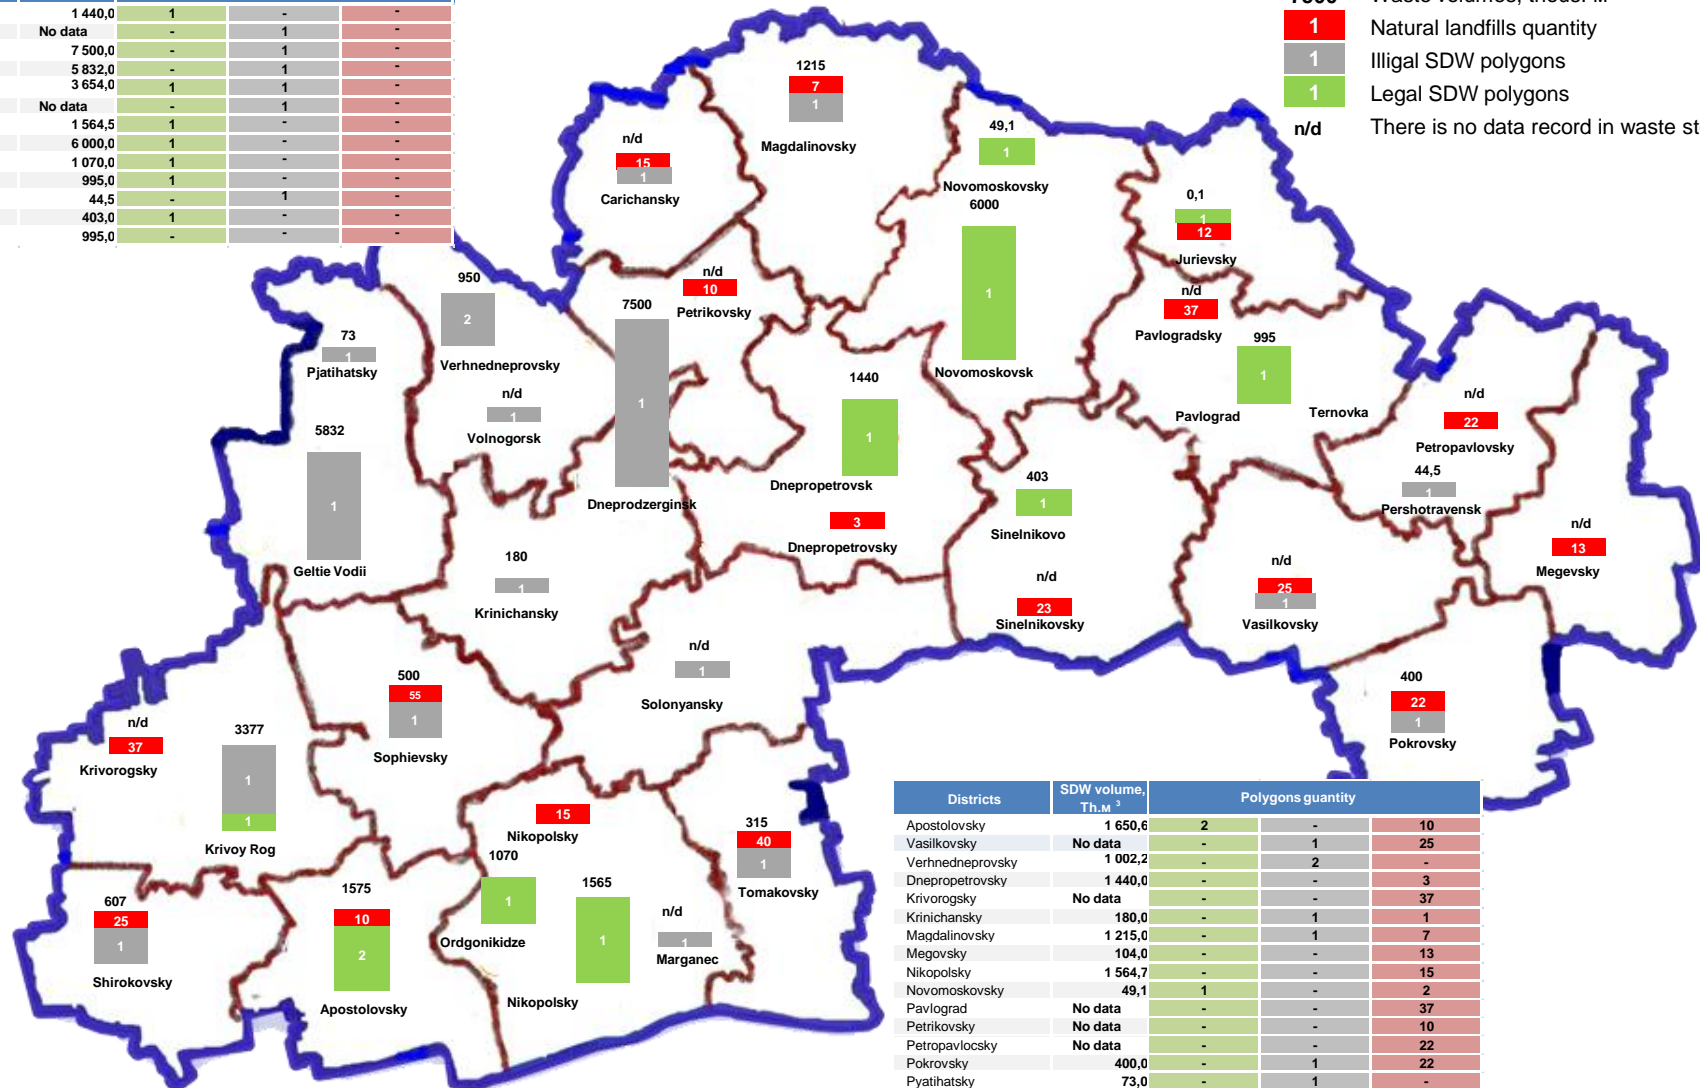 1 440,0 1 - -
No data - 1 -
7 500,0 - 1 -
5 832,0 - 1 -
3 654,0 1 1 -
No data - 1 -
1 564,5 1 - -
6 000,0 1 - -
1 070,0 1 - -
995,0 1 - -
44,5 - 1 -
403,0 1 - -
995,0 - - -
1 Natural landfills quantity
1 Illigal SDW polygons
1 Legal SDW polygons
n/d There is no data record in waste st
1215
7
1
Magdalinovsky
n/d
15
1
Carichansky
49,1
1
Novomoskovsky
6000
1
Novomoskovsk
0,1
1
12
Jurievsky
n/d
37
Pavlogradsky
995
1
Pavlograd
Ternovka
n/d
10
Petrikovsky
950
2
Verhnedneprovsky
n/d
1
Volnogorsk
73
1
Pjatihatsky
7500
1
Dneprodzerginsk
5832
1
Geltie Vodii
1440
1
Dnepropetrovsk
3
Dnepropetrovsky
403
1
Sinelnikovo
n/d
23
Sinelnikovsky
n/d
22
Petropavlovsky
44,5
1
Pershotravensk
n/d
13
Megevsky
n/d
25
1
Vasilkovsky
180
1
Krinichansky
n/d
1
Solonyansky
500
55
1
Sophievsky
400
22
1
Pokrovsky
n/d
37
Krivorogsky
3377
1
1
Krivoy Rog
15
Nikopolsky
1070
1
Ordgonikidze
1565
1
Nikopolsky
n/d
1
Marganec
315
40
1
Tomakovsky
607
25
1
Shirokovsky
1575
10
2
Apostolovsky
Districts SDW volume, Th.м ³ Polygons guantity
Apostolovsky 1 650,6 2 - 10
Vasilkovsky No data - 1 25
Verhnedneprovsky 1 002,2 - 2 -
Dnepropetrovsky 1 440,0 - - 3
Krivorogsky No data - - 37
Krinichansky 180,0 - 1 1
Magdalinovsky 1 215,0 - 1 7
Megovsky 104,0 - - 13
Nikopolsky 1 564,7 - - 15
Novomoskovsky 49,1 1 - 2
Pavlograd No data - - 37
Petrikovsky No data - - 10
Petropavlocsky No data - - 22
Pokrovsky 400,0 - 1 22
Pyatihatsky 73,0 - 1 -